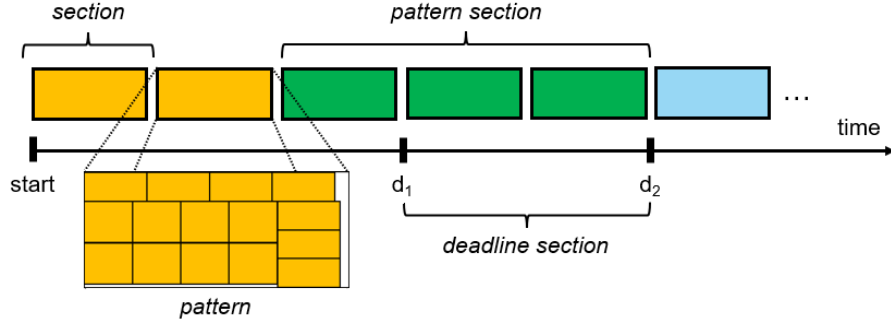 section
pattern section
...
time
start
d1
d2
deadline section
pattern